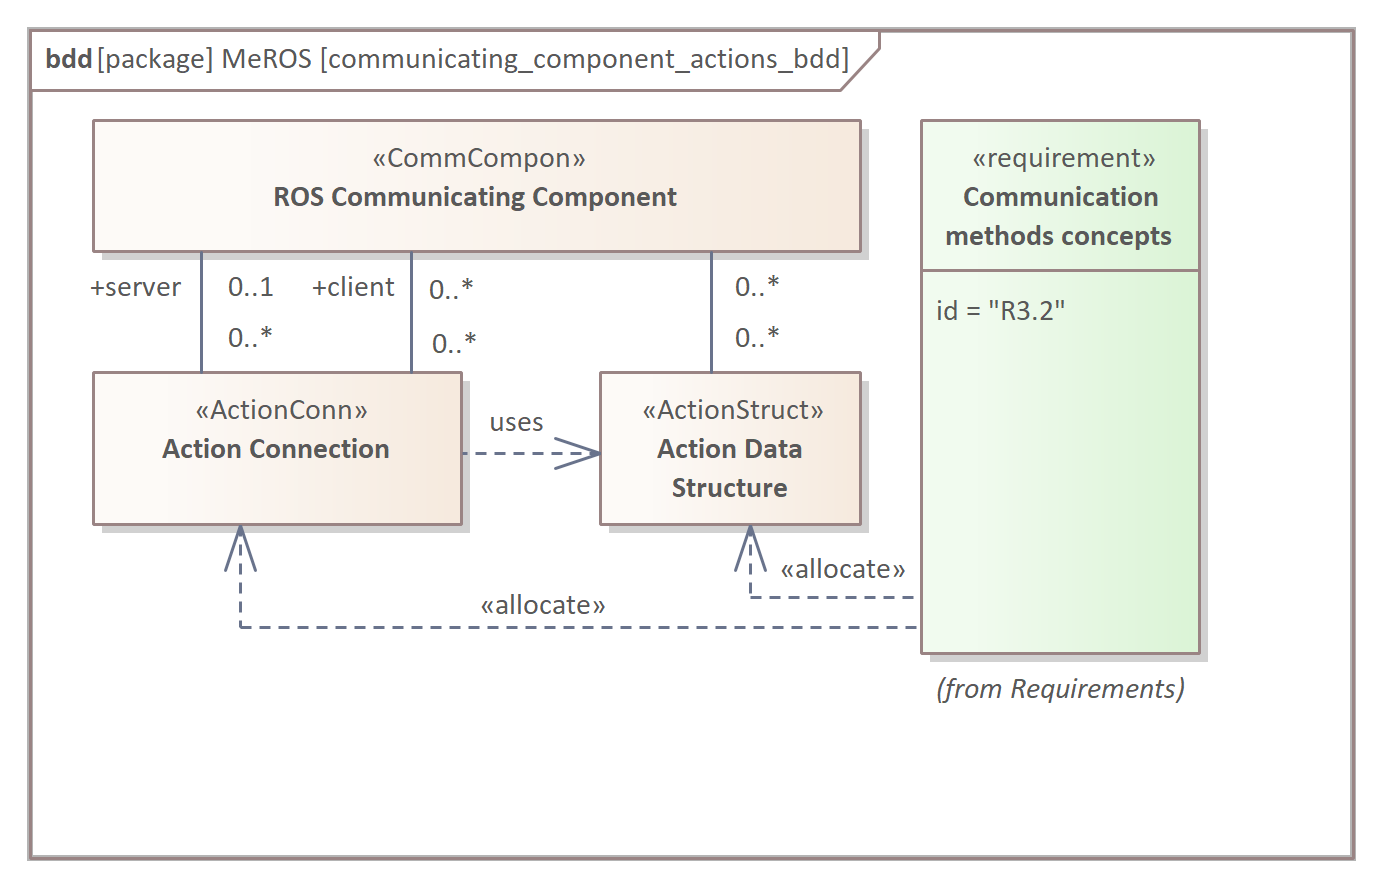 bdd [package] MeROS [communicating_component_actions_bdd]
«CommCompon»
ROS Communicating Component
«requirement»
Communication
methods concepts
id = "R3.2"
+server
0..1
+client
0..*
0..*
0..*
0..*
0..*
«ActionConn»
Action Connection
uses
«ActionStruct»
Action Data
Structure
«allocate»
«allocate»
(from Requirements)